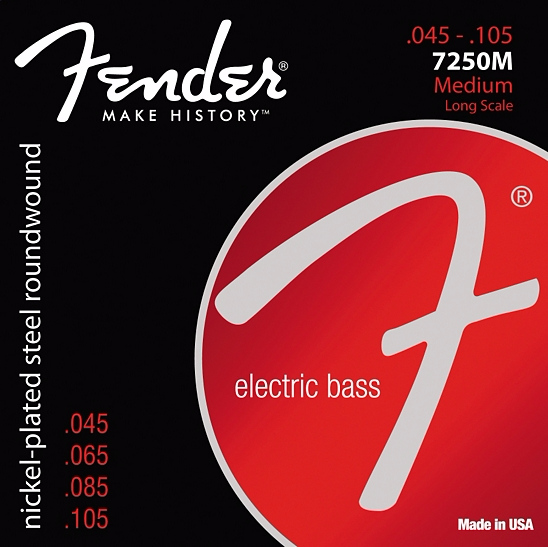 Fender®
MAKE HISTORY™
.045 - .105
7250M
Medium
Long Scale
nickel-plated steel roundwound
F®
electric bass
.045
.065
.085
.105
Made in USA